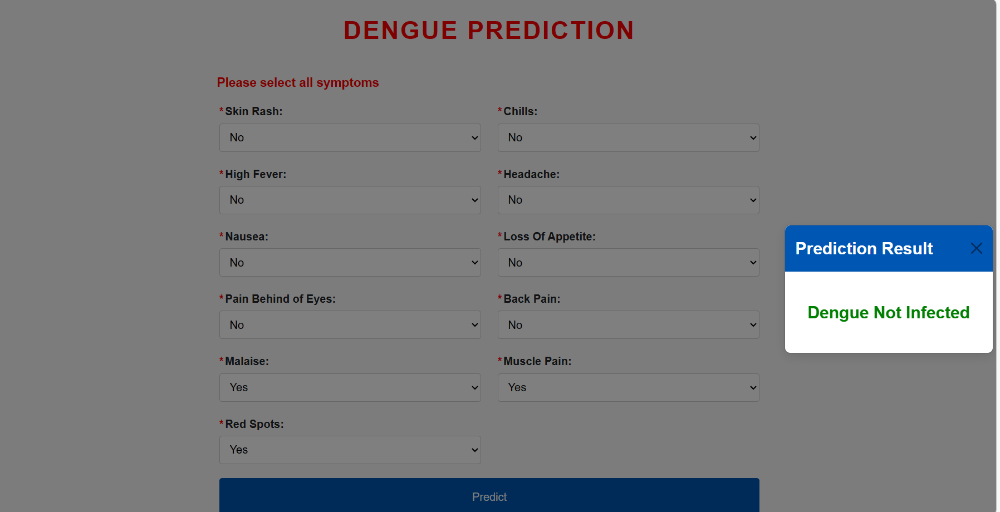 DENGUE PREDICTION
Please select all symptoms
*Skin Rash:
No
*Chills:
No
*High Fever:
No
*Headache:
No
*Nausea:
No
*Loss Of Appetite:
No
*Pain Behind of Eyes:
No
*Back Pain:
No
*Malaise:
Yes
*Muscle Pain:
Yes
*Red Spots:
Yes
Predict
Prediction Result
Dengue Not Infected